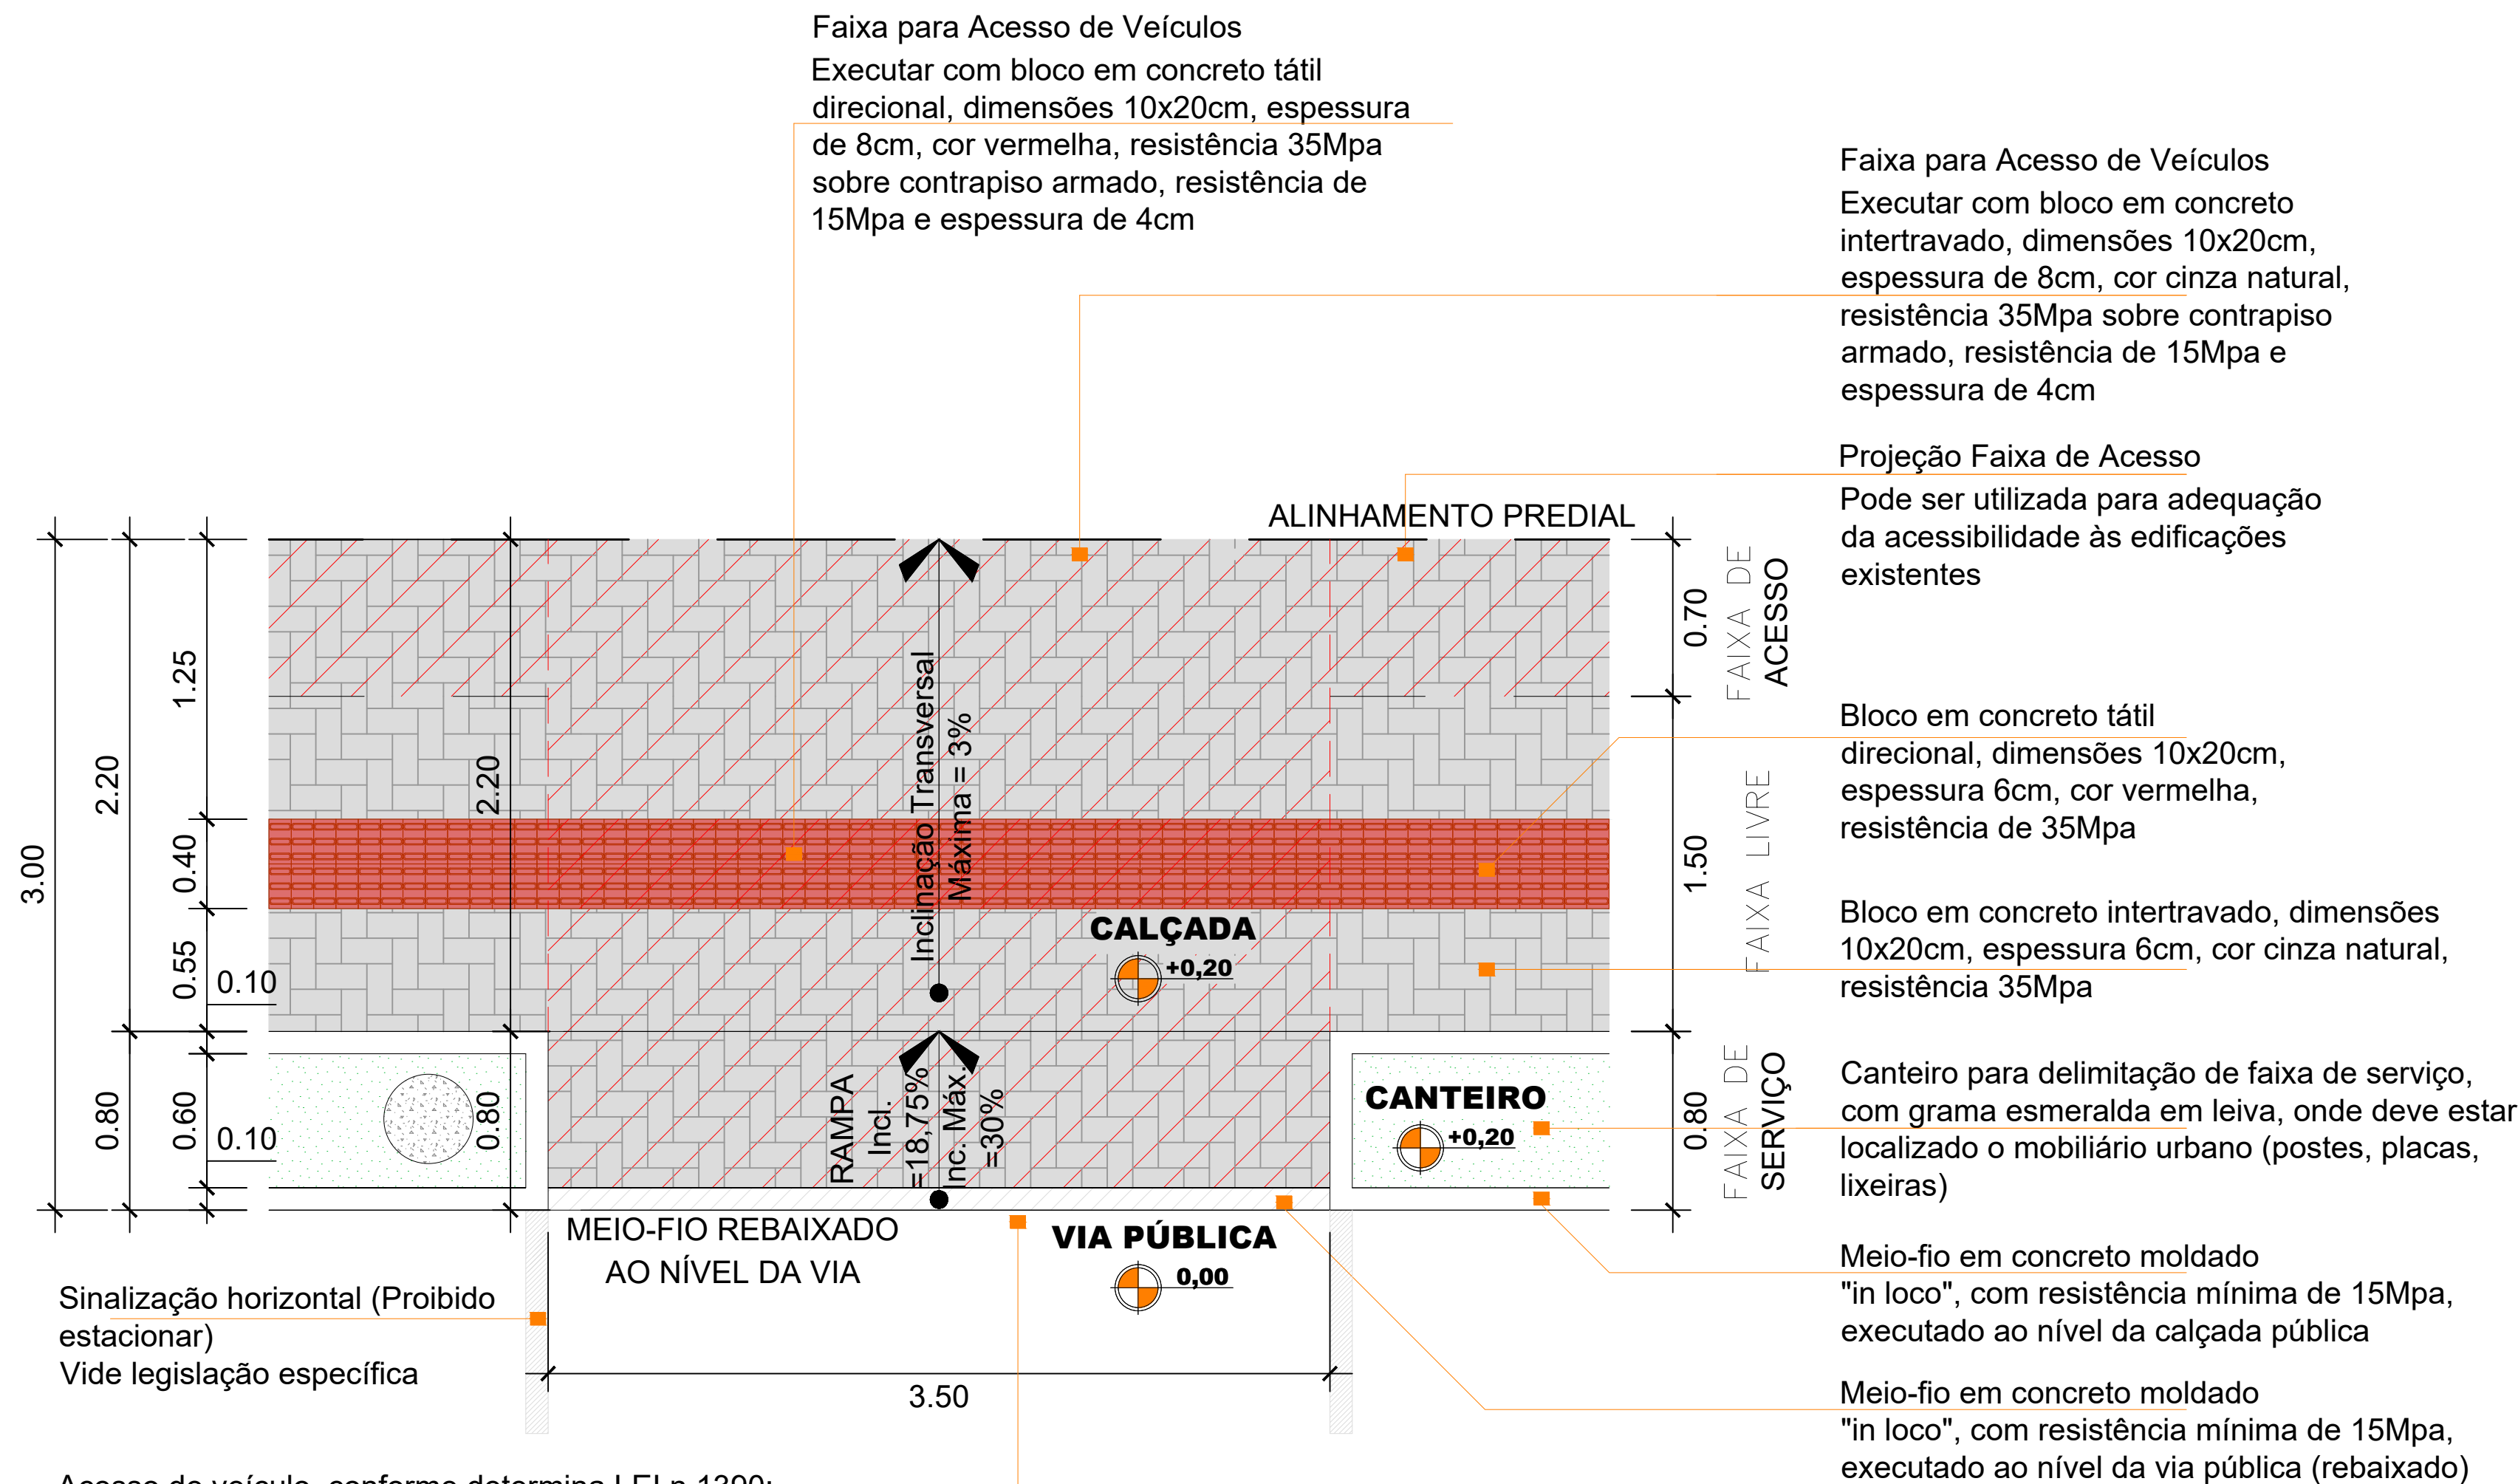 Faixa para Acesso de Veículos
Executar com bloco em concreto tátil
direcional, dimensões 10x20cm, espessura
de 8cm, cor vermelha, resistência 35Mpa
sobre contrapiso armado, resistência de
15Mpa e espessura de 4cm
Faixa para Acesso de Veículos
Executar com bloco em concreto
intertravado, dimensões 10x20cm,
espessura de 8cm, cor cinza natural,
resistência 35Mpa sobre contrapiso
armado, resistência de 15Mpa e
espessura de 4cm
Projeção Faixa de Acesso
Pode ser utilizada para adequação
da acessibilidade às edificações
existentes
ALINHAMENTO PREDIAL
3.00
2.20
0.80
1.25
0.40
0.55
0.10
0.60
0.10
2.20
0.80
Inclinação Transversal
Máxima = 3%
CALÇADA
+0,20
RAMPA
Incl.
=18,75%
Inc. Máx.
=30%
CANTEIRO
+0,20
0.70
1.50
0.80
FAIXA DE
ACESSO
FAIXA LIVRE
FAIXA DE
SERVIÇO
Bloco em concreto tátil
direcional, dimensões 10x20cm,
espessura 6cm, cor vermelha,
resistência de 35Mpa
Bloco em concreto intertravado, dimensões
10x20cm, espessura 6cm, cor cinza natural,
resistência 35Mpa
Canteiro para delimitação de faixa de serviço,
com grama esmeralda em leiva, onde deve estar
localizado o mobiliário urbano (postes, placas,
lixeiras)
MEIO-FIO REBAIXADO
AO NÍVEL DA VIA
VIA PÚBLICA
0,00
3.50
Sinalização horizontal (Proibido
estacionar)
Vide legislação específica
Meio-fio em concreto moldado
"in loco", com resistência mínima de 15Mpa,
executado ao nível da calçada pública
Meio-fio em concreto moldado
"in loco", com resistência mínima de 15Mpa,
executado ao nível da via pública (rebaixado)
Acesso de veículo, conforme determina LEI n 1390: